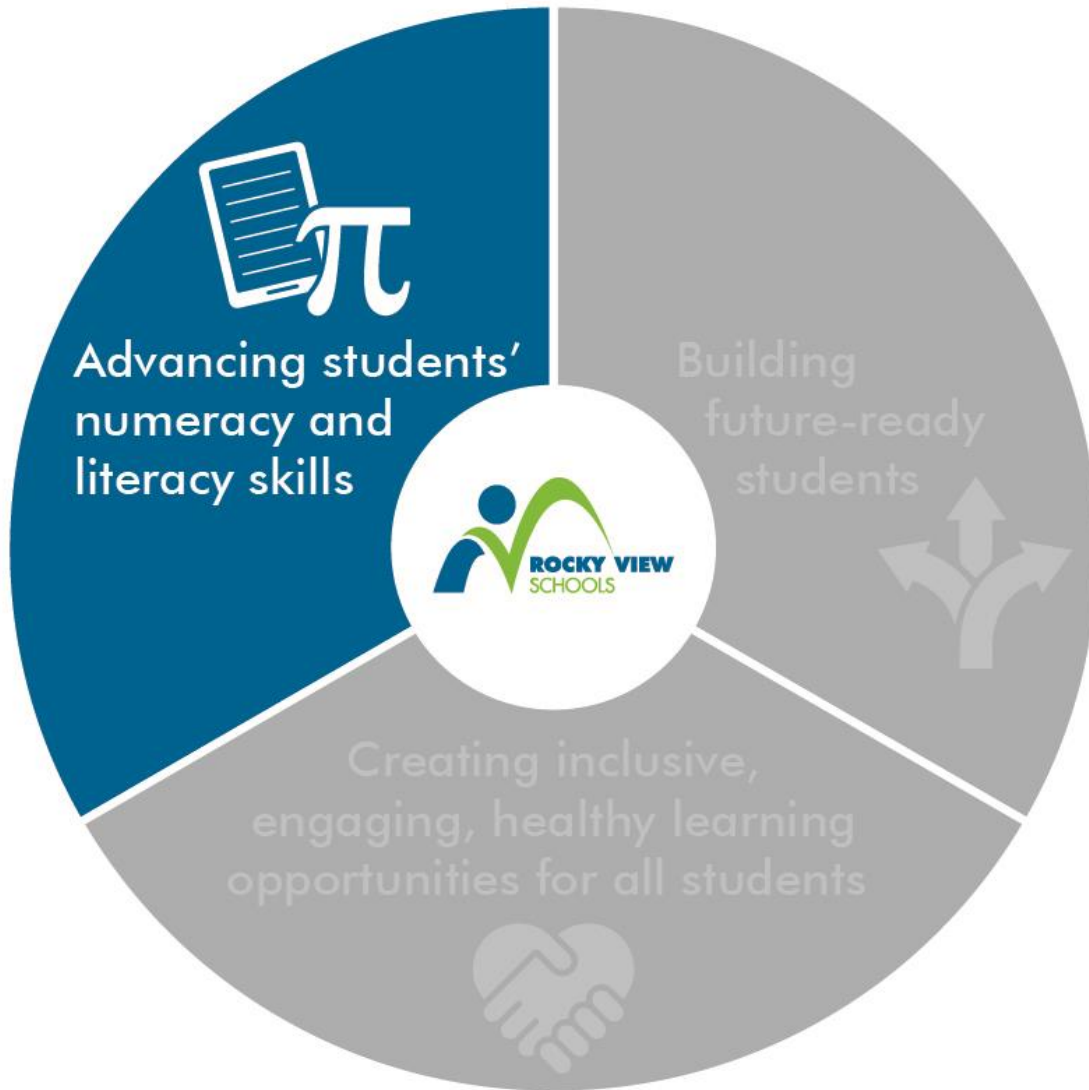 π
Advancing students’
numeracy and
literacy skills
Building
future-ready
students
ROCKY VIEW
SCHOOLS
Creating inclusive,
engaging, healthy learning
opportunities for all students